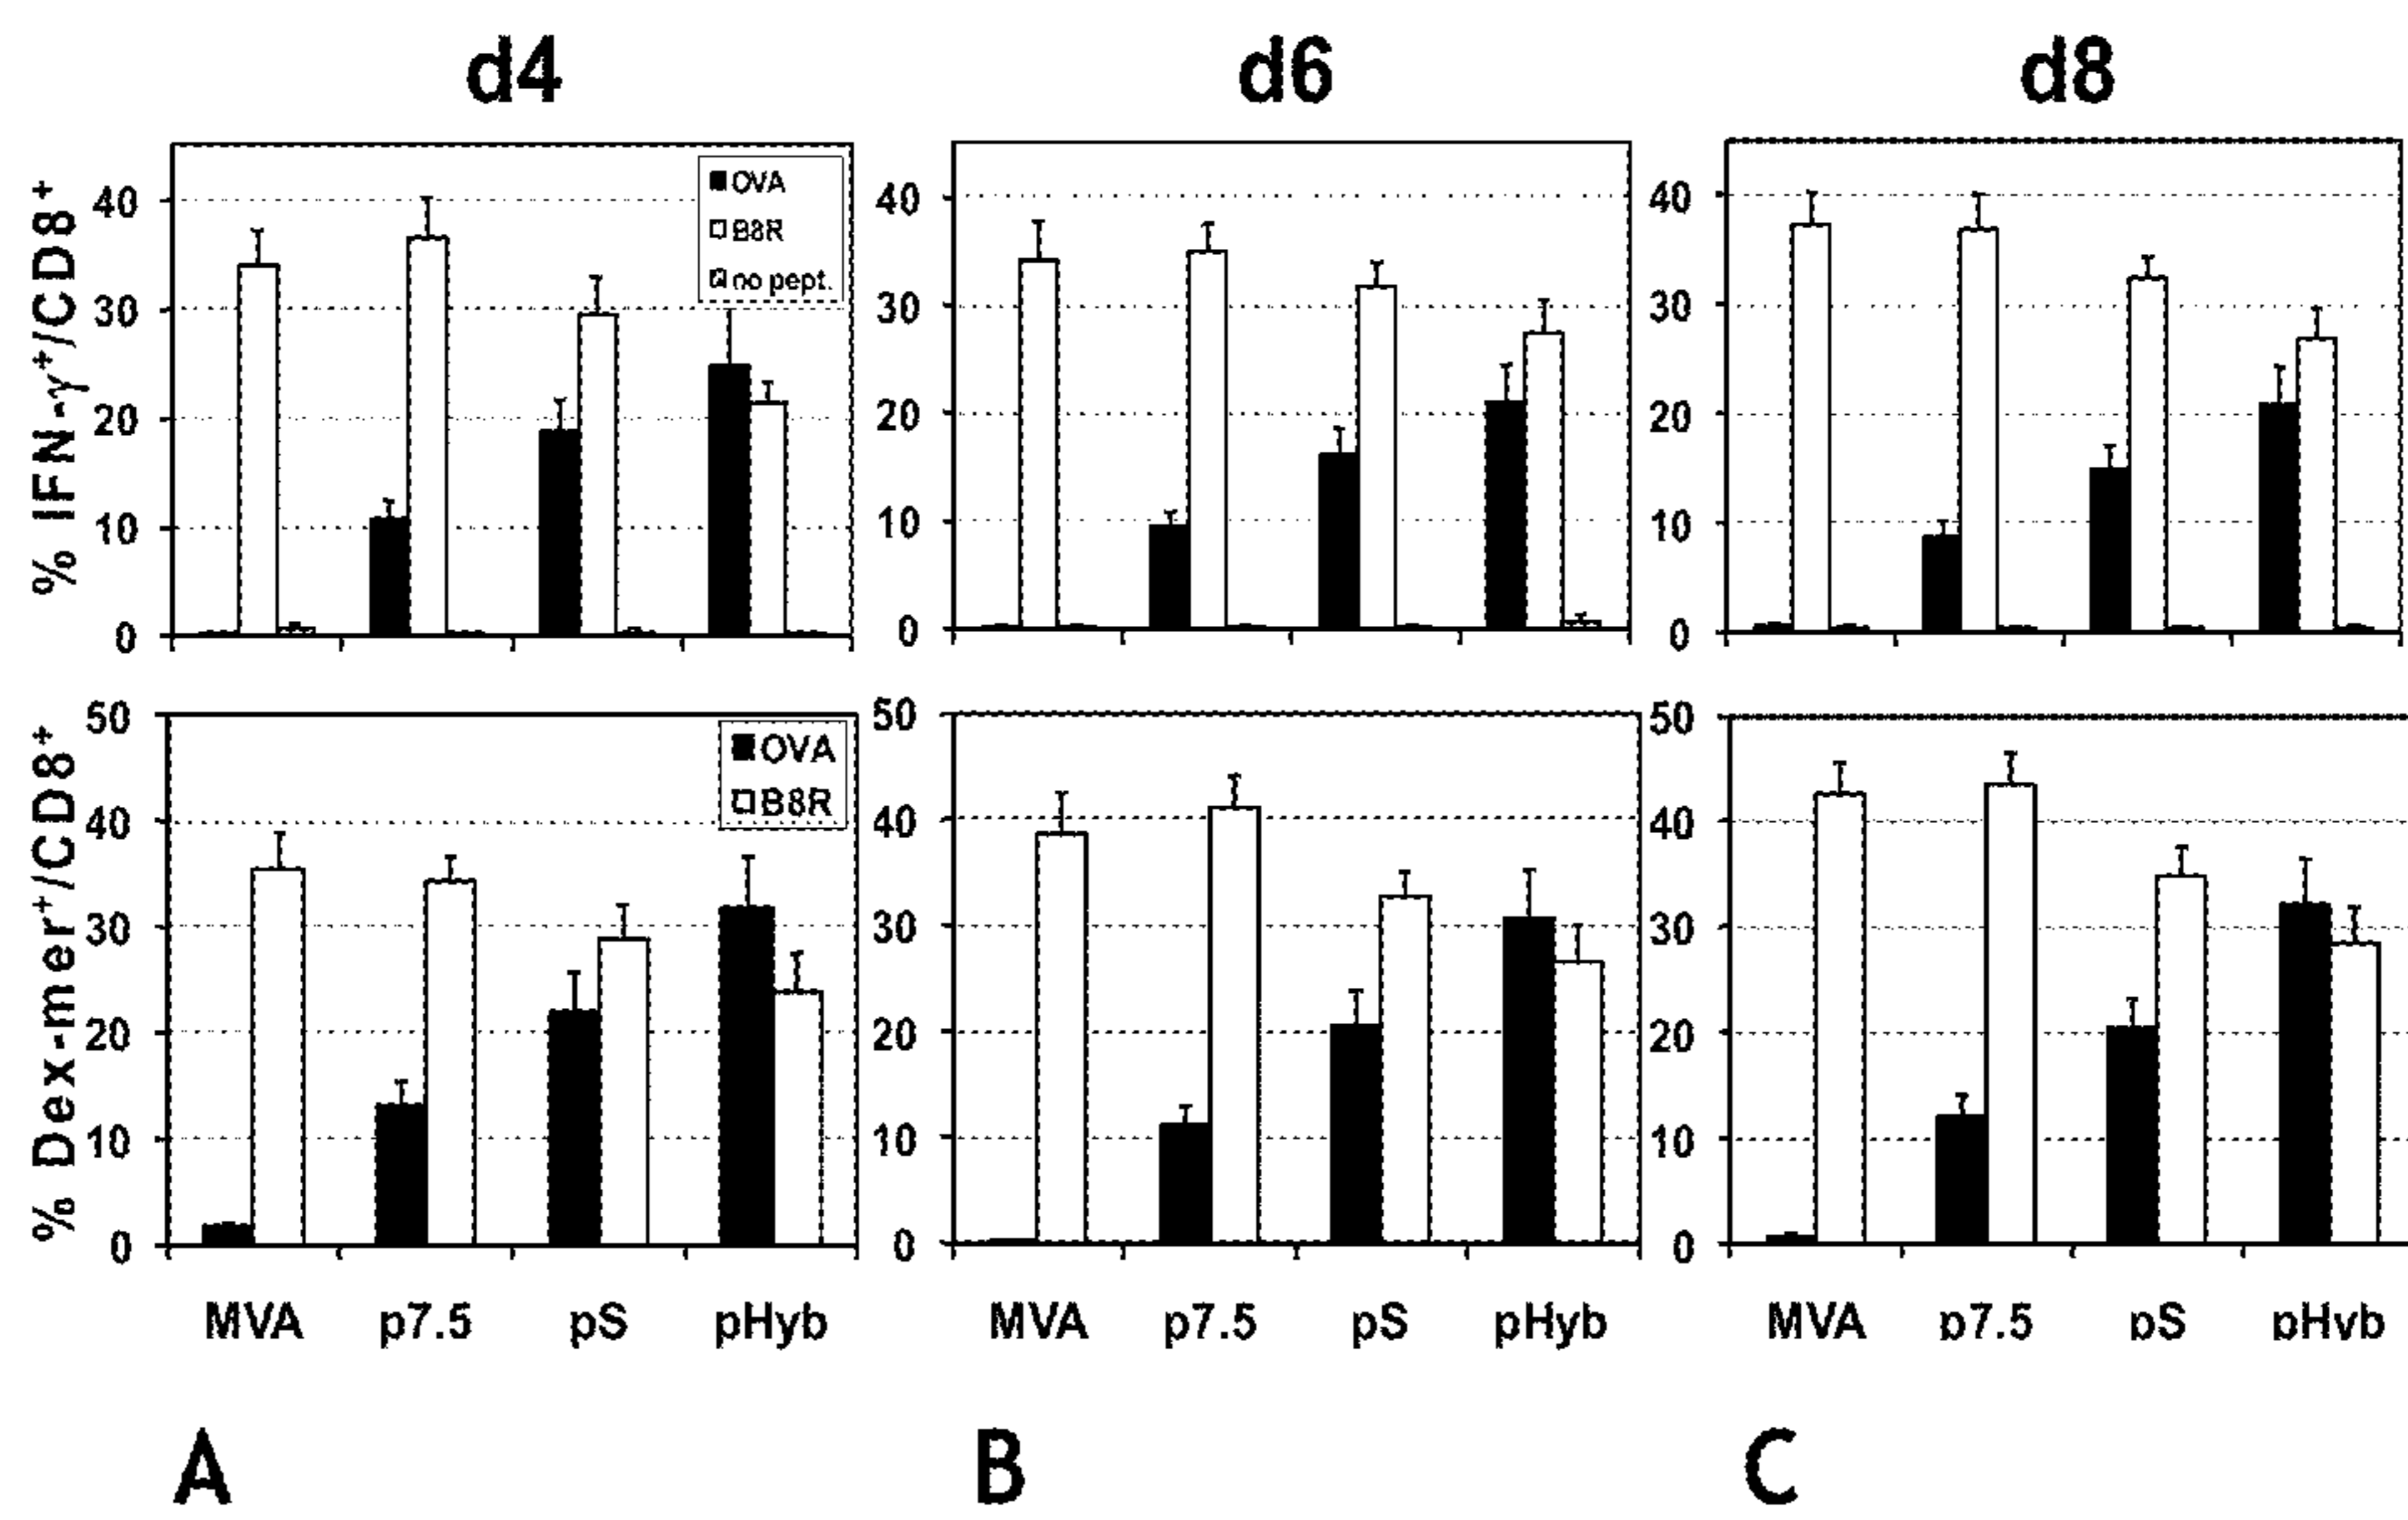 d4 d6 d8
% IFN-γ⁺/CD8⁺
40 30 20 10 0
OVA
B8R
no pept.
40 30 20 10 0
40 30 20 10 0
% Dex-mer⁺/CD8⁺
50 40 30 20 10 0
OVA
B8R
50 40 30 20 10 0
50 40 30 20 10 0
MVA p7.5 pS pHyb
MVA p7.5 pS pHyb
MVA p7.5 pS pHyb
A B C